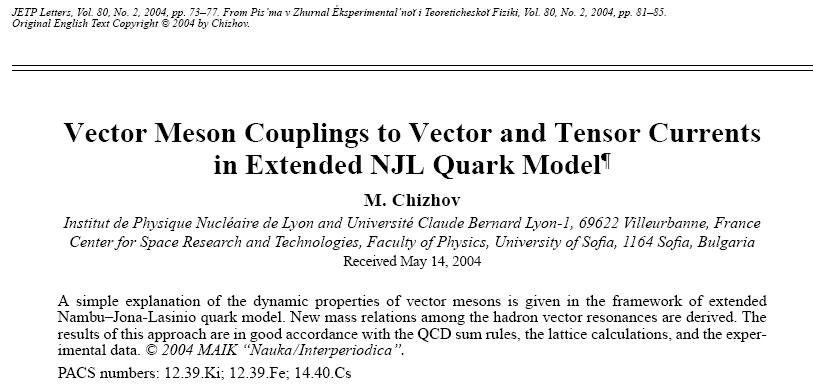 JETP Letters, Vol. 80, No. 2, 2004, pp. 73–77. From Pis'ma v Zhurnal Éksperimental'noĭ i Teoreticheskoĭ Fiziki, Vol. 80, No. 2, 2004, pp. 81–85.
Original English Text Copyright © 2004 by Chizhov.
Vector Meson Couplings to Vector and Tensor Currents
in Extended NJL Quark Model¶
M. Chizhov
Institut de Physique Nucléaire de Lyon and Université Claude Bernard Lyon-1, 69622 Villeurbanne, France
Center for Space Research and Technologies, Faculty of Physics, University of Sofia, 1164 Sofia, Bulgaria
Received May 14, 2004
A simple explanation of the dynamic properties of vector mesons is given in the framework of extended
Nambu–Jona-Lasinio quark model. New mass relations among the hadron vector resonances are derived. The
results of this approach are in good accordance with the QCD sum rules, the lattice calculations, and the exper-
imental data. © 2004 MAIK “Nauka/Interperiodica”.
PACS numbers: 12.39.Ki; 12.39.Fe; 14.40.Cs